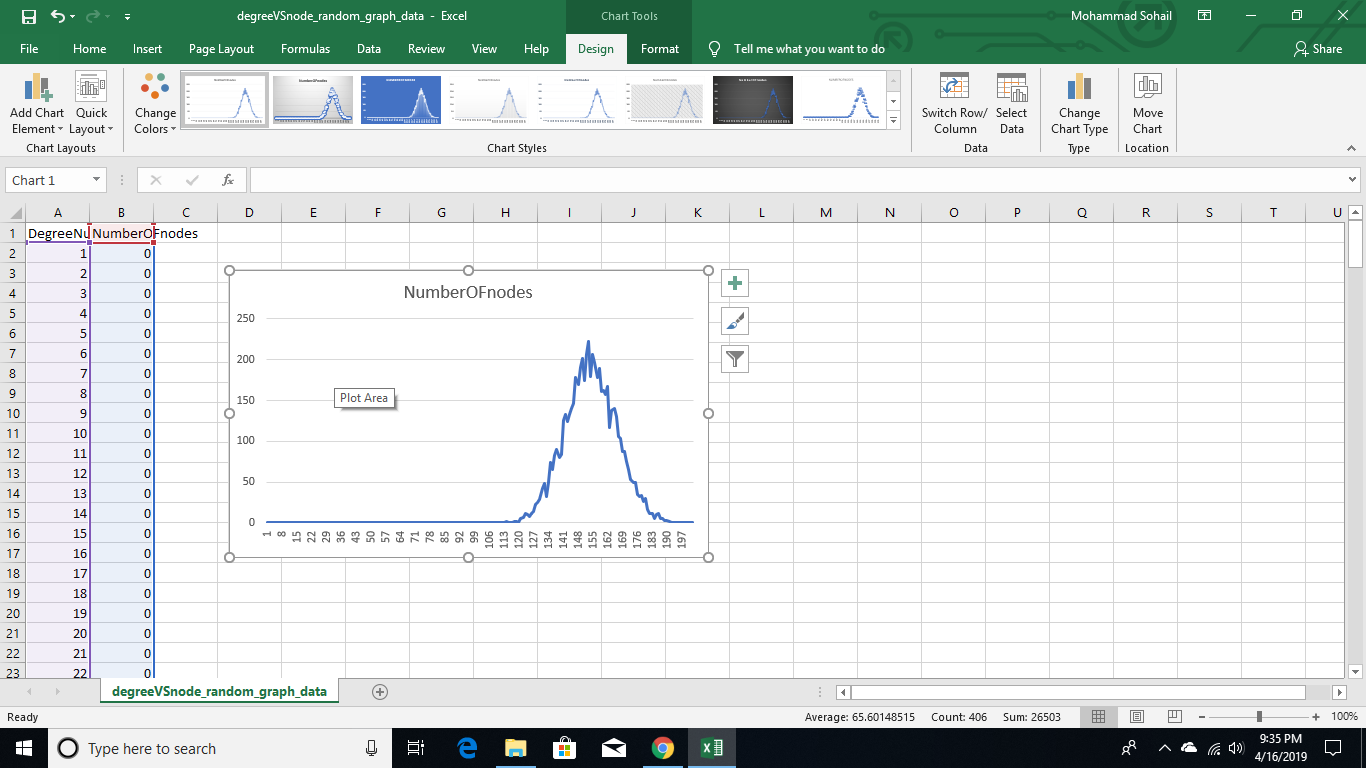 degreeVSnode_random_graph_data - Excel
Chart Tools
Mohammad Sohail
File Home Insert Page Layout Formulas Data Review View Help Design Format Tell me what you want to do Share
Add Chart Element
Quick Layout
Change Colors
Switch Row/ Column
Select Data
Change Chart Type
Move Chart
Chart Layouts
Chart Styles
Data
Type
Location
Chart 1
fx
A B C D E F G H I J K L M N O P Q R S T U
1 DegreeNu NumberOFnodes
2 1 0
3 2 0
4 3 0
5 4 0
6 5 0
7 6 0
8 7 0
9 8 0
10 9 0
11 10 0
12 11 0
13 12 0
14 13 0
15 14 0
16 15 0
17 16 0
18 17 0
19 18 0
20 19 0
21 20 0
22 21 0
23 22 0
NumberOFnodes
250
200
150
100
50
0
Plot Area
1 8 15 22 29 36 43 50 57 64 71 78 85 92 99 106 113 120 127 134 141 148 155 162 169 176 183 190 197
degreeVSnode_random_graph_data
Ready
Average: 65.60148515 Count: 406 Sum: 26503
100%
Type here to search
9:35 PM
4/16/2019